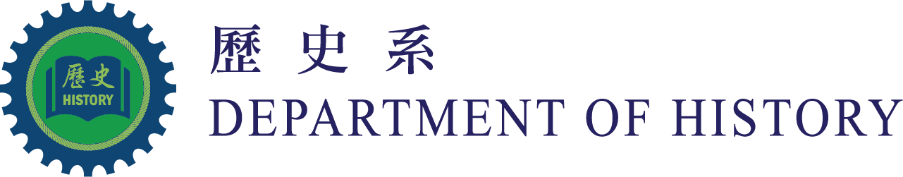 歷史
HISTORY
歷史系
DEPARTMENT OF HISTORY